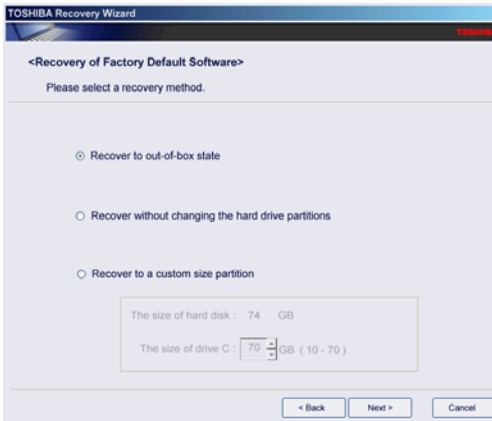 TOSHIBA Recovery Wizard
TOSHIBA
<Recovery of Factory Default Software>
Please select a recovery method.
Recover to out-of-box state
Recover without changing the hard drive partitions
Recover to a custom size partition
The size of hard disk : 74 GB
The size of drive C : 70 GB ( 10 - 70 )
< Back Next > Cancel